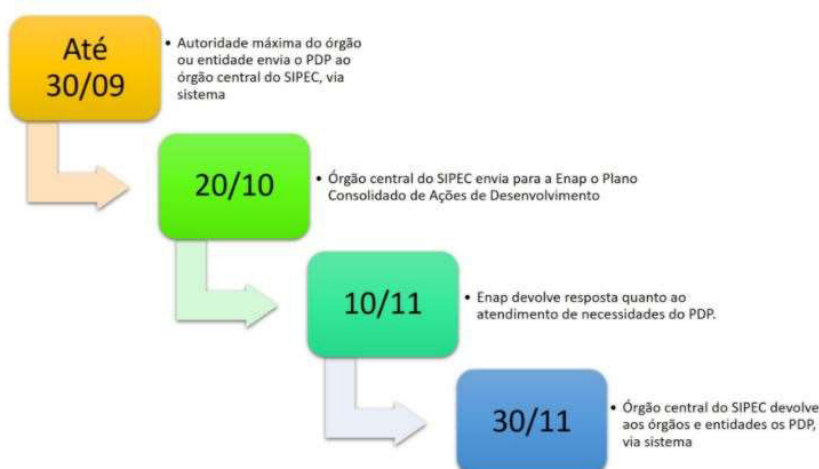 Até
30/09
• Autoridade máxima do órgão
ou entidade envia o PDP ao
órgão central do SIPEC, via
sistema
20/10
• Órgão central do SIPEC envia para a Enap o Plano
Consolidado de Ações de Desenvolvimento
10/11
• Enap devolve resposta quanto ao
atendimento de necessidades do PDP.
30/11
• Órgão central do SIPEC devolve
aos órgãos e entidades os PDP,
via sistema